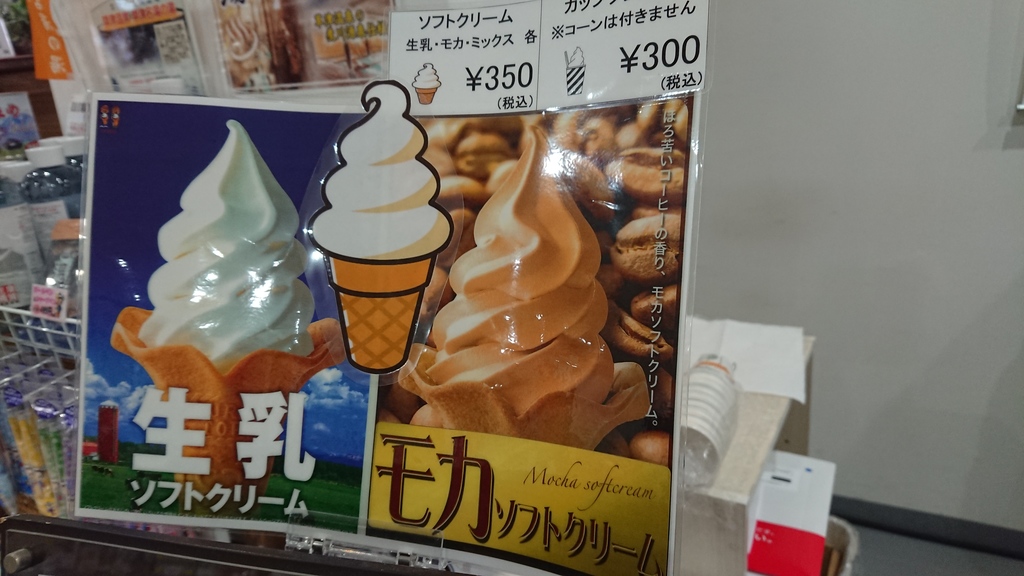 ソフトクリーム
生乳・モカ・ミックス 各
¥350
(税込)
※コーンは付きません
¥300
(税込)
ほろ苦いコーヒーの香り、モカソフトクリーム。
生乳
ソフトクリーム
Mocha softcream
モカソフトクリーム